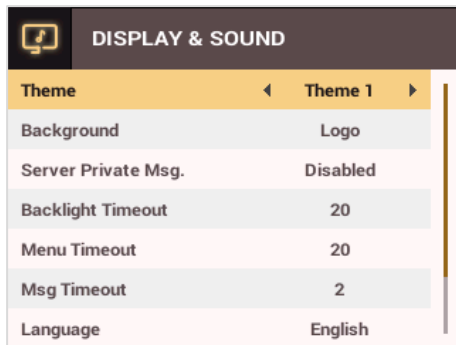 DISPLAY & SOUND
Theme Theme 1
Background Logo
Server Private Msg. Disabled
Backlight Timeout 20
Menu Timeout 20
Msg Timeout 2
Language English